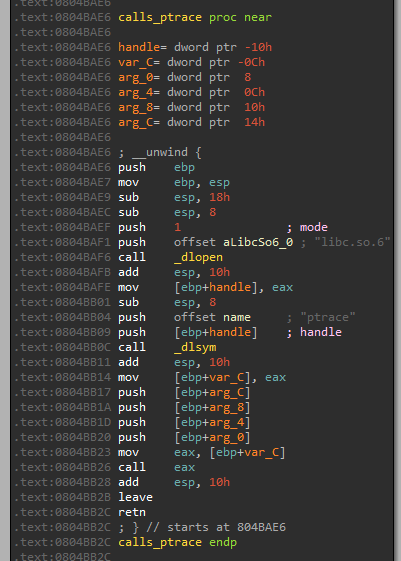 .text:0804BAE6
.text:0804BAE6 calls_ptrace proc near
.text:0804BAE6
.text:0804BAE6 handle= dword ptr -10h
.text:0804BAE6 var_C= dword ptr -0Ch
.text:0804BAE6 arg_0= dword ptr  8
.text:0804BAE6 arg_4= dword ptr  0Ch
.text:0804BAE6 arg_8= dword ptr  10h
.text:0804BAE6 arg_C= dword ptr  14h
.text:0804BAE6
.text:0804BAE6 ; __unwind {
.text:0804BAE6 push    ebp
.text:0804BAE7 mov     ebp, esp
.text:0804BAE9 sub     esp, 18h
.text:0804BAEC sub     esp, 8
.text:0804BAEF push    1               ; mode
.text:0804BAF1 push    offset aLibcSo6_0 ; "libc.so.6"
.text:0804BAF6 call    _dlopen
.text:0804BAFB add     esp, 10h
.text:0804BAFE mov     [ebp+handle], eax
.text:0804BB01 sub     esp, 8
.text:0804BB04 push    offset name     ; "ptrace"
.text:0804BB09 push    [ebp+handle]    ; handle
.text:0804BB0C call    _dlsym
.text:0804BB11 add     esp, 10h
.text:0804BB14 mov     [ebp+var_C], eax
.text:0804BB17 push    [ebp+arg_C]
.text:0804BB1A push    [ebp+arg_8]
.text:0804BB1D push    [ebp+arg_4]
.text:0804BB20 push    [ebp+arg_0]
.text:0804BB23 mov     eax, [ebp+var_C]
.text:0804BB26 call    eax
.text:0804BB28 add     esp, 10h
.text:0804BB2B leave
.text:0804BB2C retn
.text:0804BB2C ; } // starts at 804BAE6
.text:0804BB2C calls_ptrace endp
.text:0804BB2C